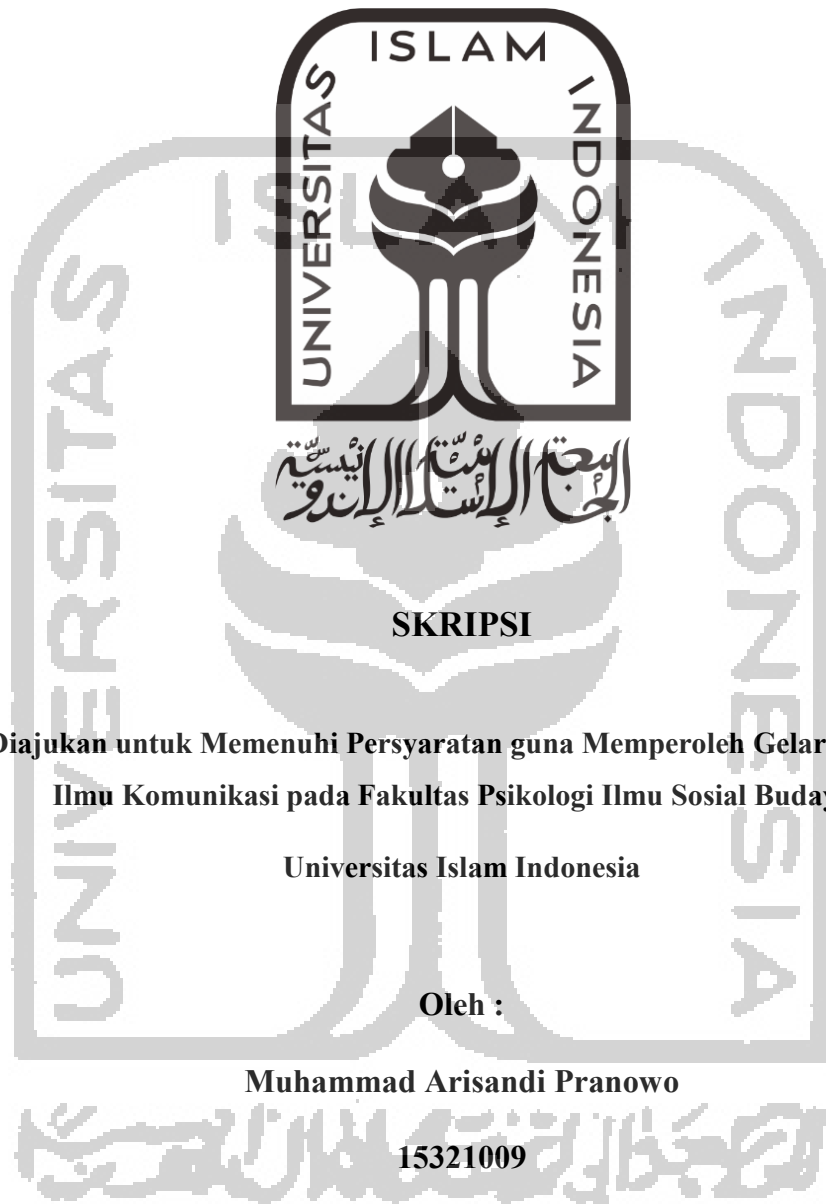 UNIVERSITAS ISLAM INDONESIA
الجامعة الإسلامية الإندونيسية
SKRIPSI
Diajukan untuk Memenuhi Persyaratan guna Memperoleh Gelar
Ilmu Komunikasi pada Fakultas Psikologi Ilmu Sosial Buday
Universitas Islam Indonesia
Oleh :
Muhammad Arisandi Pranowo
15321009